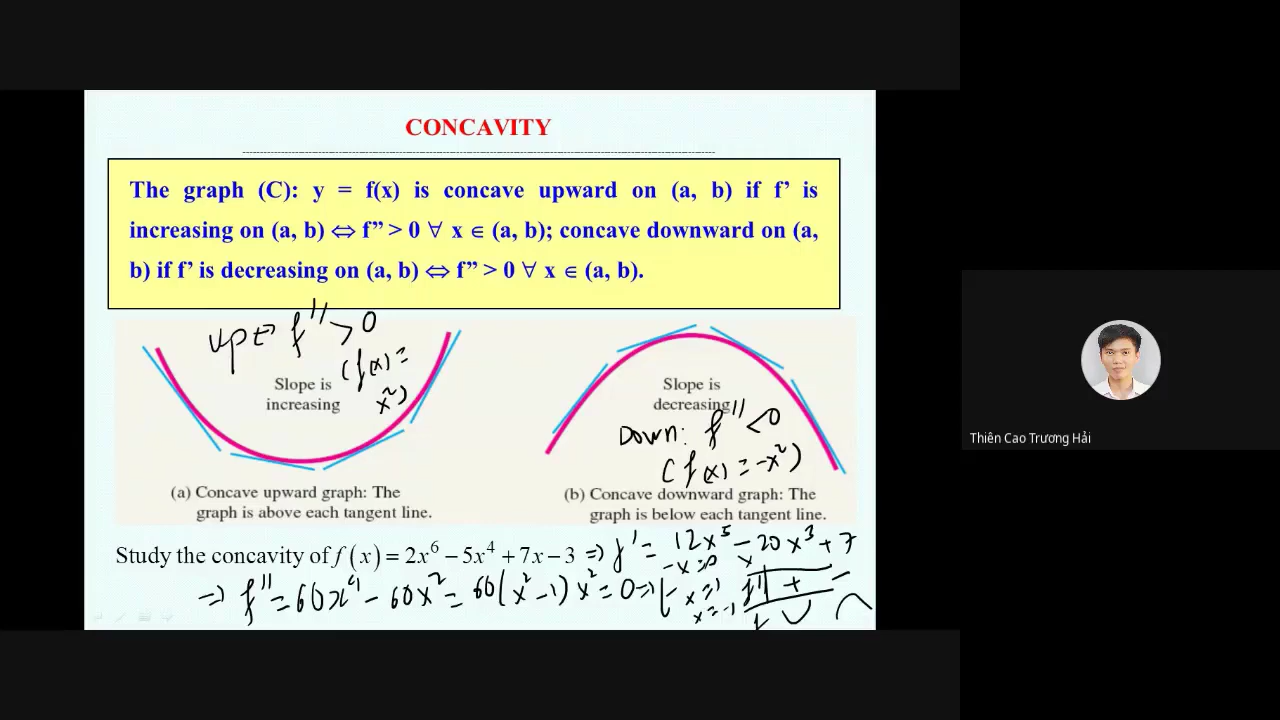 CONCAVITY
The graph (C): y = f(x) is concave upward on (a, b) if f’ is
increasing on (a, b) ⇔ f” > 0 ∀ x ∈ (a, b); concave downward on (a,
b) if f’ is decreasing on (a, b) ⇔ f” > 0 ∀ x ∈ (a, b).
up ⇔ f'' > 0
(f(x) =
x²)
Slope is
increasing
Slope is
decreasing
Down: f'' < 0
(f(x) = -x²)
(a) Concave upward graph: The
graph is above each tangent line.
(b) Concave downward graph: The
graph is below each tangent line.
Study the concavity of f(x) = 2x⁶ − 5x⁴ + 7x − 3 ⇒ f' = 12x⁵ − 20x³ + 7
⇒ f'' = 60x⁴ − 60x² = 60(x² − 1) x² = 0 ⇒
x = 0
x = 1
x = -1
x
f'' + −
f
Thiên Cao Trương Hải